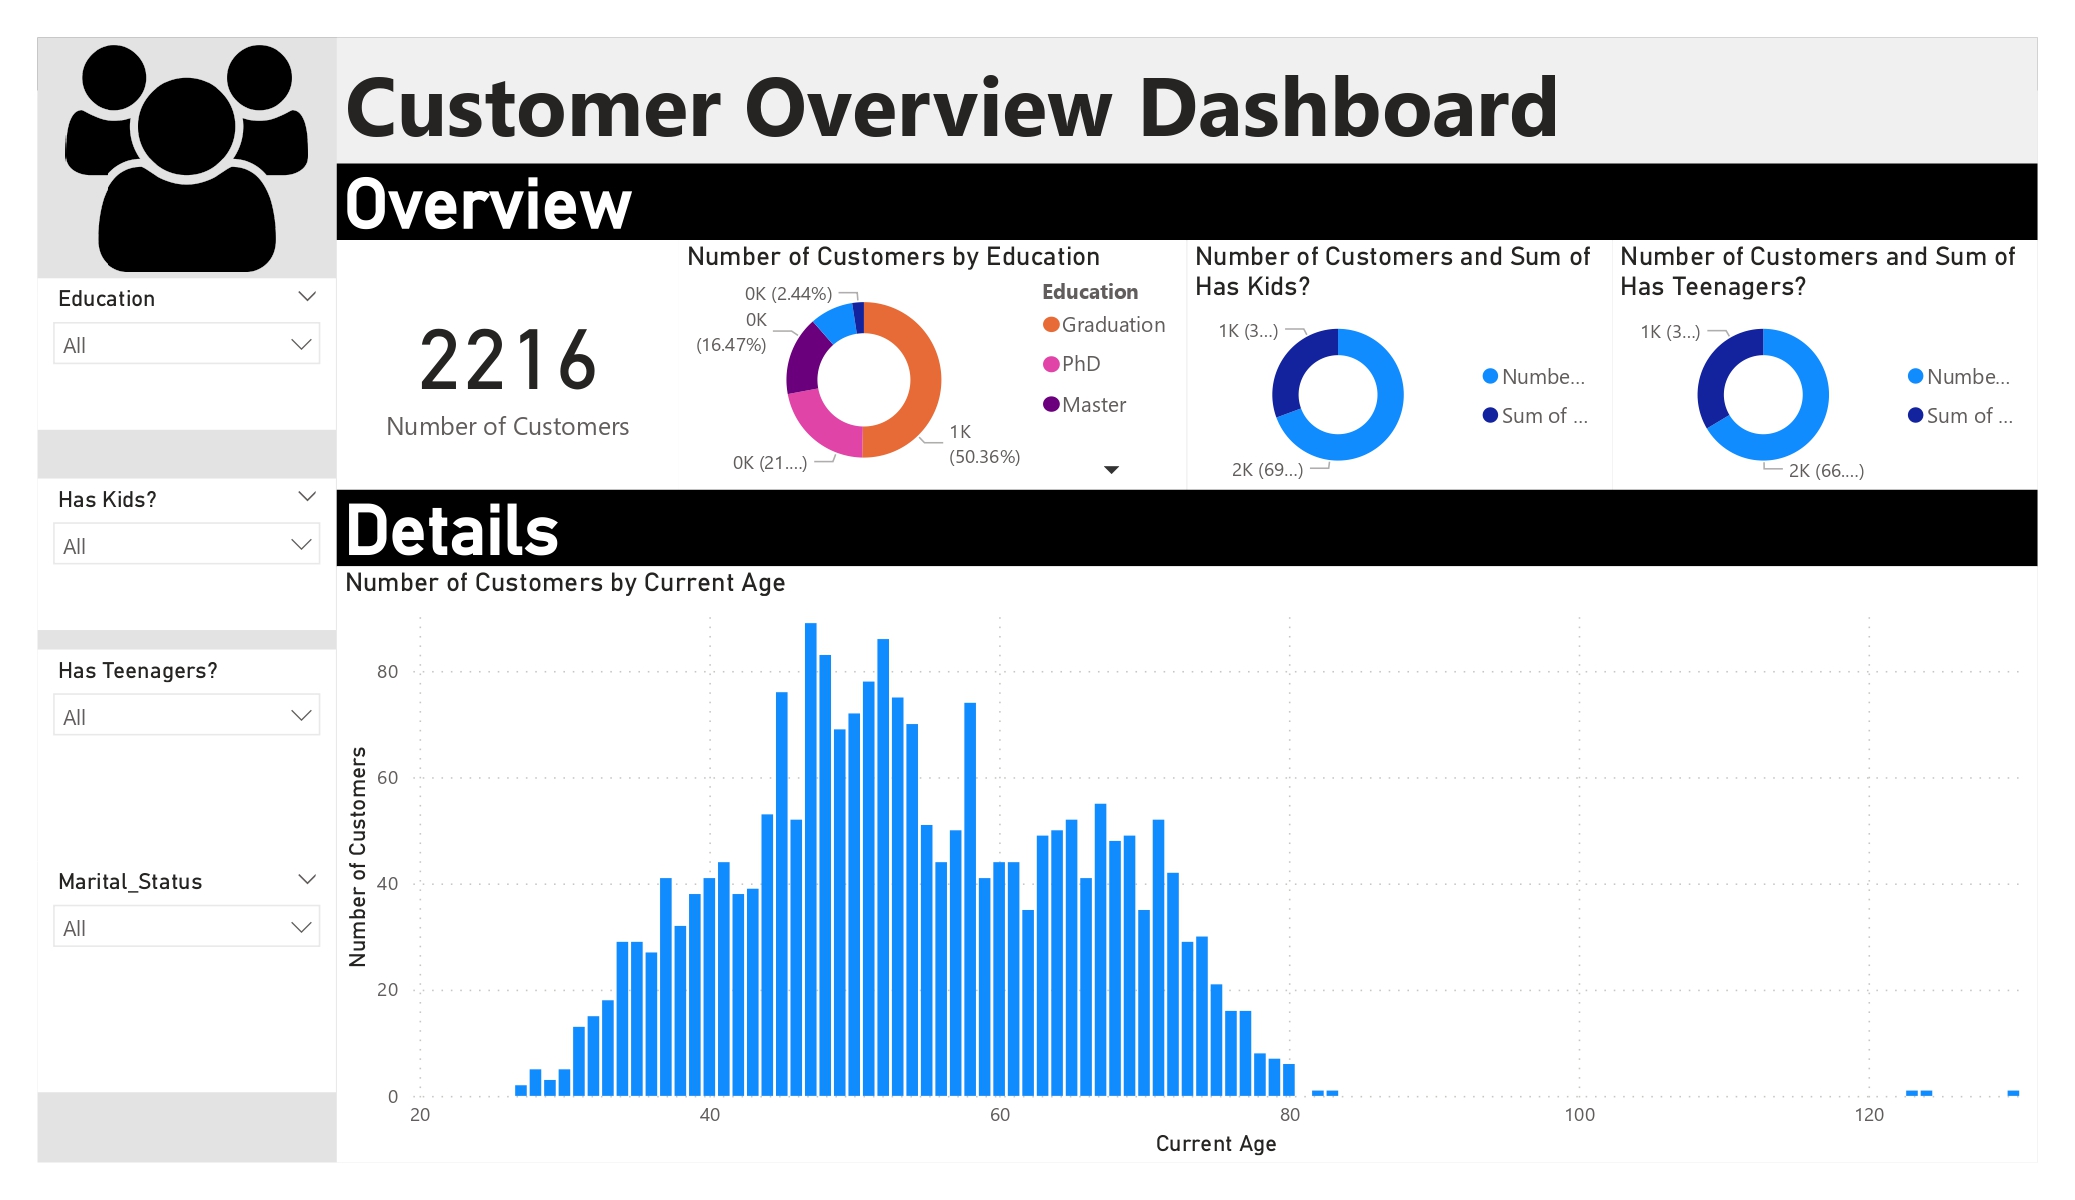 Customer Overview Dashboard
Overview
Education
All
Has Kids?
All
Has Teenagers?
All
Marital_Status
All
2216
Number of Customers
Number of Customers by Education
0K (2.44%)
0K
(16.47%)
0K (21....)
1K
(50.36%)
Education
Graduation
PhD
Master
Number of Customers and Sum of
Has Kids?
1K (3...)
2K (69...)
Numbe...
Sum of ...
Number of Customers and Sum of
Has Teenagers?
1K (3...)
2K (66....)
Numbe...
Sum of ...
Details
Number of Customers by Current Age
Number of Customers
80
60
40
20
0
20 40 60 80 100 120
Current Age